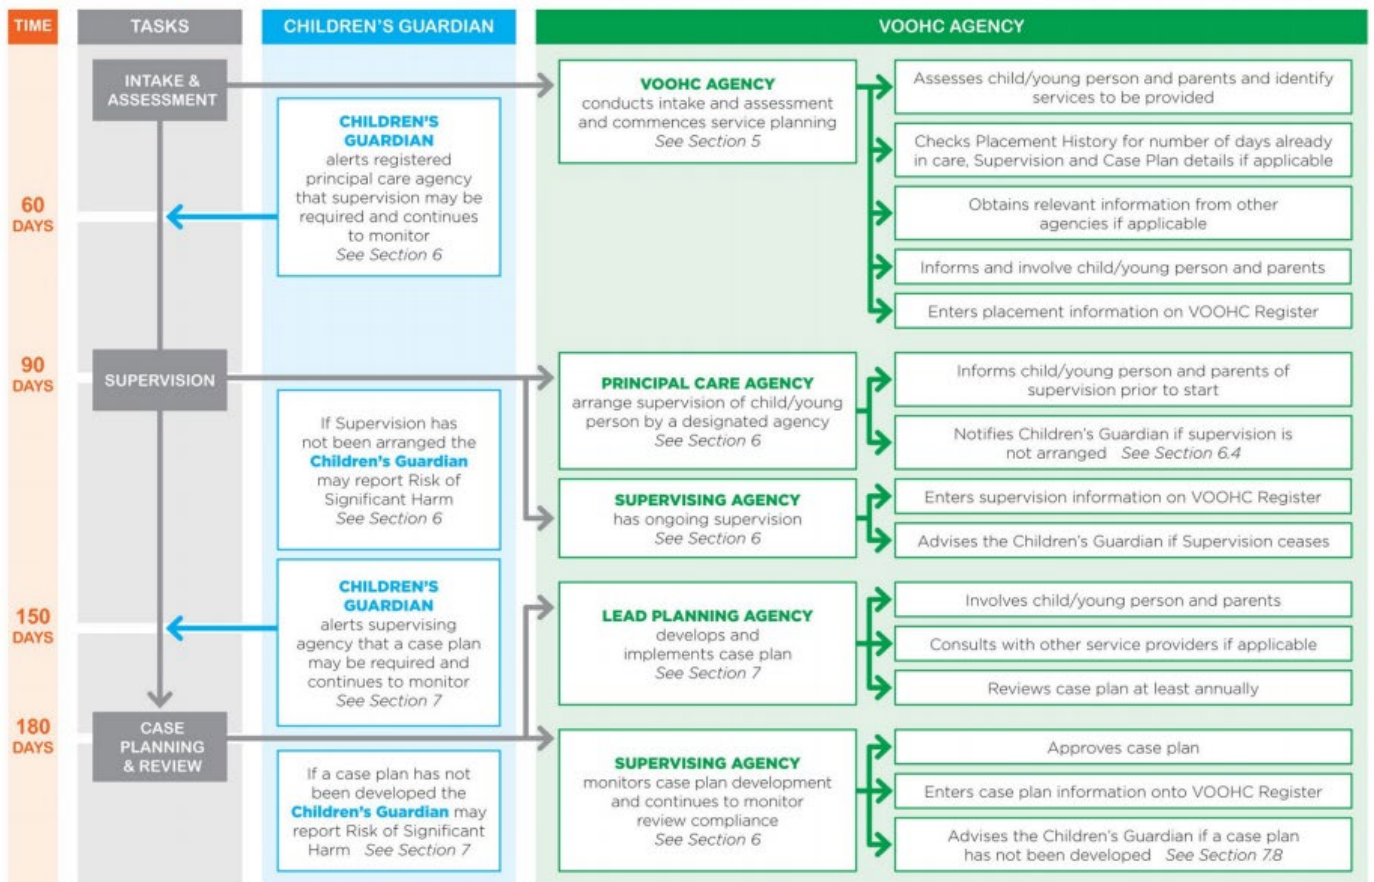 TIME
TASKS
CHILDREN'S GUARDIAN
VOOHC AGENCY
INTAKE &
ASSESSMENT
CHILDREN'S
GUARDIAN
alerts registered
principal care agency
that supervision may be
required and continues
to monitor
See Section 6
VOOHC AGENCY
conducts intake and assessment
and commences service planning
See Section 5
Assesses child/young person and parents and identify
services to be provided
Checks Placement History for number of days already
in care, Supervision and Case Plan details if applicable
Obtains relevant information from other
agencies if applicable
Informs and involve child/young person and parents
Enters placement information on VOOHC Register
60
DAYS
90
DAYS
SUPERVISION
If Supervision has
not been arranged the
Children's Guardian
may report Risk of
Significant Harm
See Section 6
PRINCIPAL CARE AGENCY
arrange supervision of child/young
person by a designated agency
See Section 6
Informs child/young person and parents of
supervision prior to start
Notifies Children's Guardian if supervision is
not arranged See Section 6.4
SUPERVISING AGENCY
has ongoing supervision
See Section 6
Enters supervision information on VOOHC Register
Advises the Children's Guardian if Supervision ceases
150
DAYS
CHILDREN'S
GUARDIAN
alerts supervising
agency that a case plan
may be required and
continues to monitor
See Section 7
LEAD PLANNING AGENCY
develops and
implements case plan
See Section 7
Involves child/young person and parents
Consults with other service providers if applicable
Reviews case plan at least annually
180
DAYS
CASE
PLANNING
& REVIEW
If a case plan has not
been developed the
Children's Guardian may
report Risk of Significant
Harm See Section 7
SUPERVISING AGENCY
monitors case plan development
and continues to monitor
review compliance
See Section 6
Approves case plan
Enters case plan information onto VOOHC Register
Advises the Children's Guardian if a case plan
has not been developed See Section 7.8